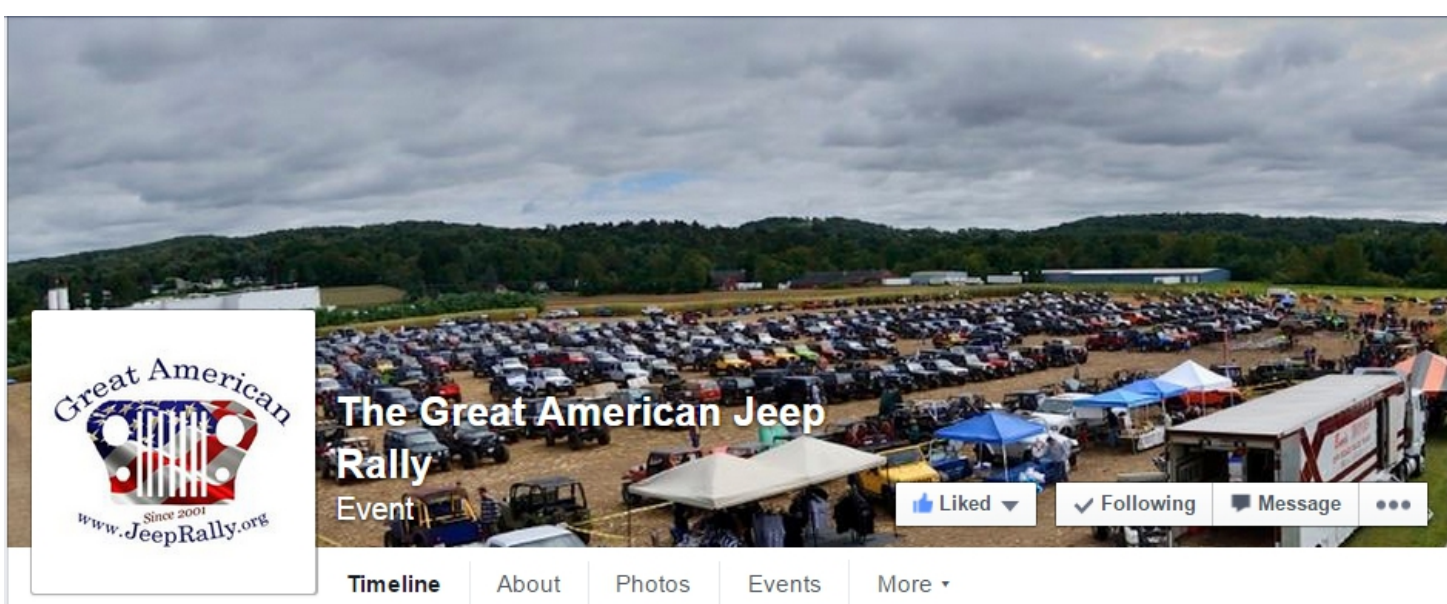 Great American
Since 2001
www.JeepRally.org
The Great American Jeep
Rally
Event
Liked
Following
Message
Timeline
About
Photos
Events
More